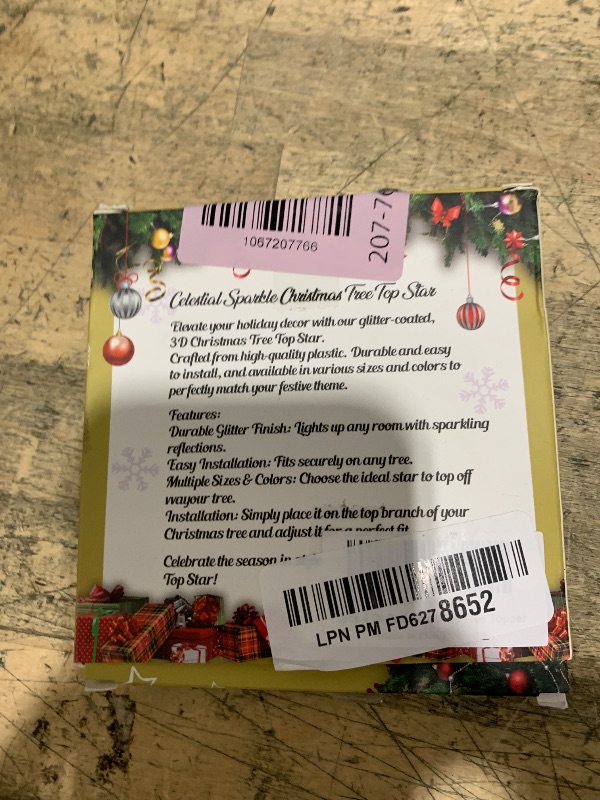 1067207766
207-7
Celestial Sparkle Christmas Tree Top Star
Elevate your holiday decor with our glitter-coated,
3'D Christmas Tree Top Star.
Crafted from high-quality plastic. Durable and easy
to install, and available in various sizes and colors to
perfectly match your festive theme.
Features:
Durable Glitter Finish: Lights up any room with sparkling
reflections.
Easy Installation: Fits securely on any tree.
Multiple Sizes & Colors: Choose the ideal star to top off
wvayour tree.
Installation: Simply place it on the top branch of your
Christmas tree and adjust it for a perfect fit
Celebrate the season in
Top Star!
LPN PM FD627 8652